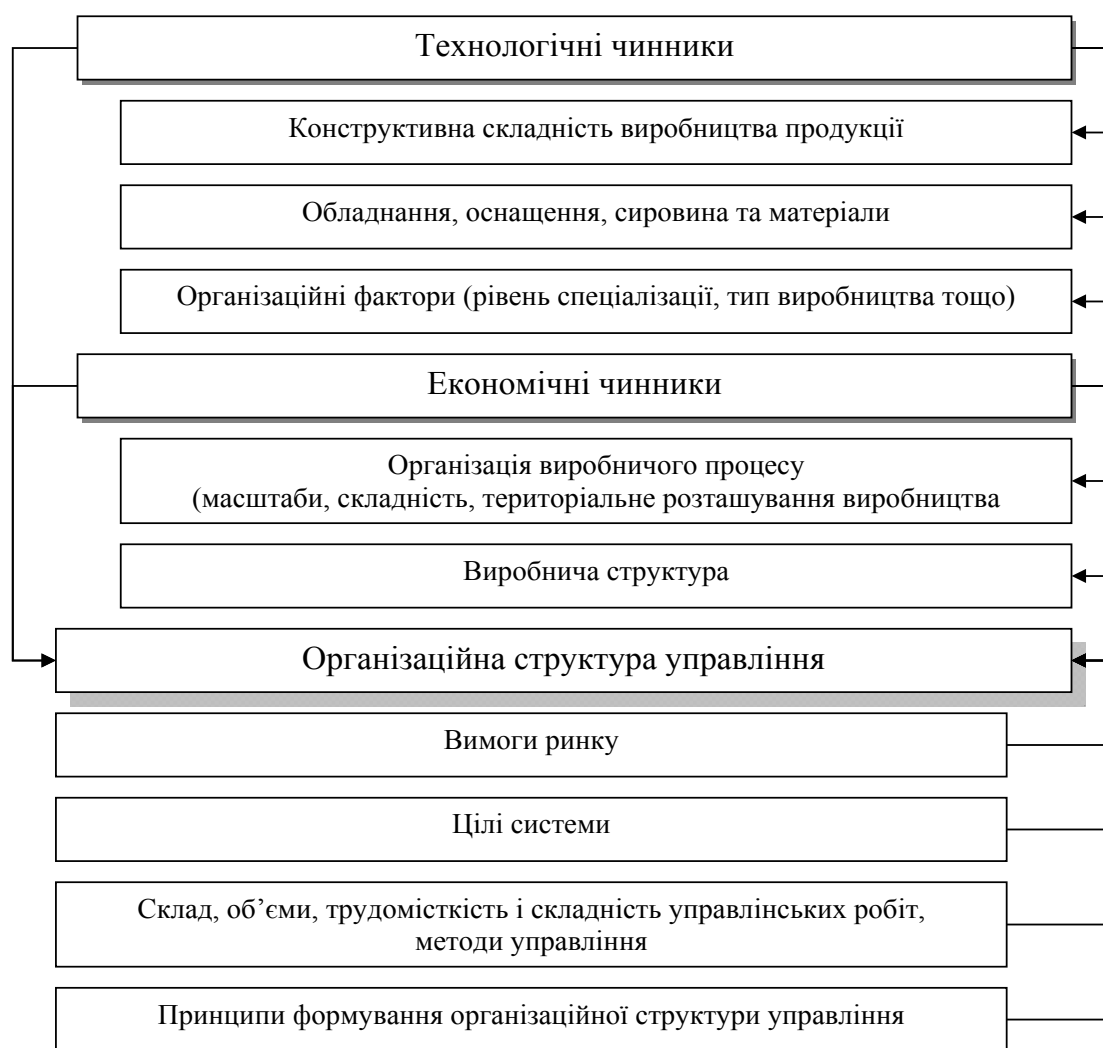 Технологічні чинники
Конструктивна складність виробництва продукції
Обладнання, оснащення, сировина та матеріали
Організаційні фактори (рівень спеціалізації, тип виробництва тощо)
Економічні чинники
Організація виробничого процесу
(масштаби, складність, територіальне розташування виробництва
Виробнича структура
Організаційна структура управління
Вимоги ринку
Цілі системи
Склад, об’єми, трудомісткість і складність управлінських робіт,
методи управління
Принципи формування організаційної структури управління